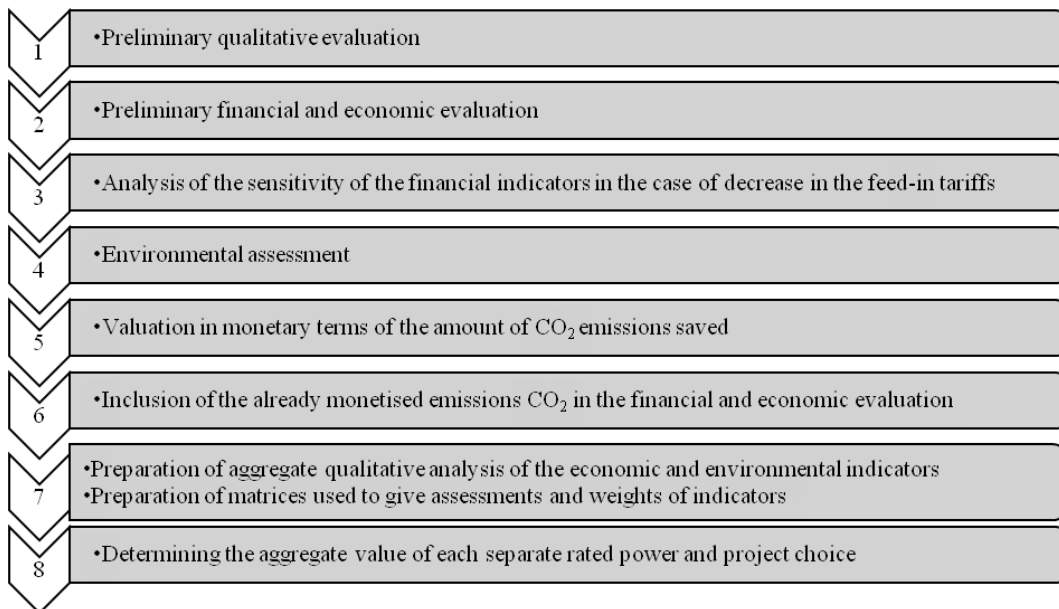 1
•Preliminary qualitative evaluation
2
•Preliminary financial and economic evaluation
3
•Analysis of the sensitivity of the financial indicators in the case of decrease in the feed-in tariffs
4
•Environmental assessment
5
•Valuation in monetary terms of the amount of CO₂ emissions saved
6
•Inclusion of the already monetised emissions CO₂ in the financial and economic evaluation
7
•Preparation of aggregate qualitative analysis of the economic and environmental indicators
•Preparation of matrices used to give assessments and weights of indicators
8
•Determining the aggregate value of each separate rated power and project choice